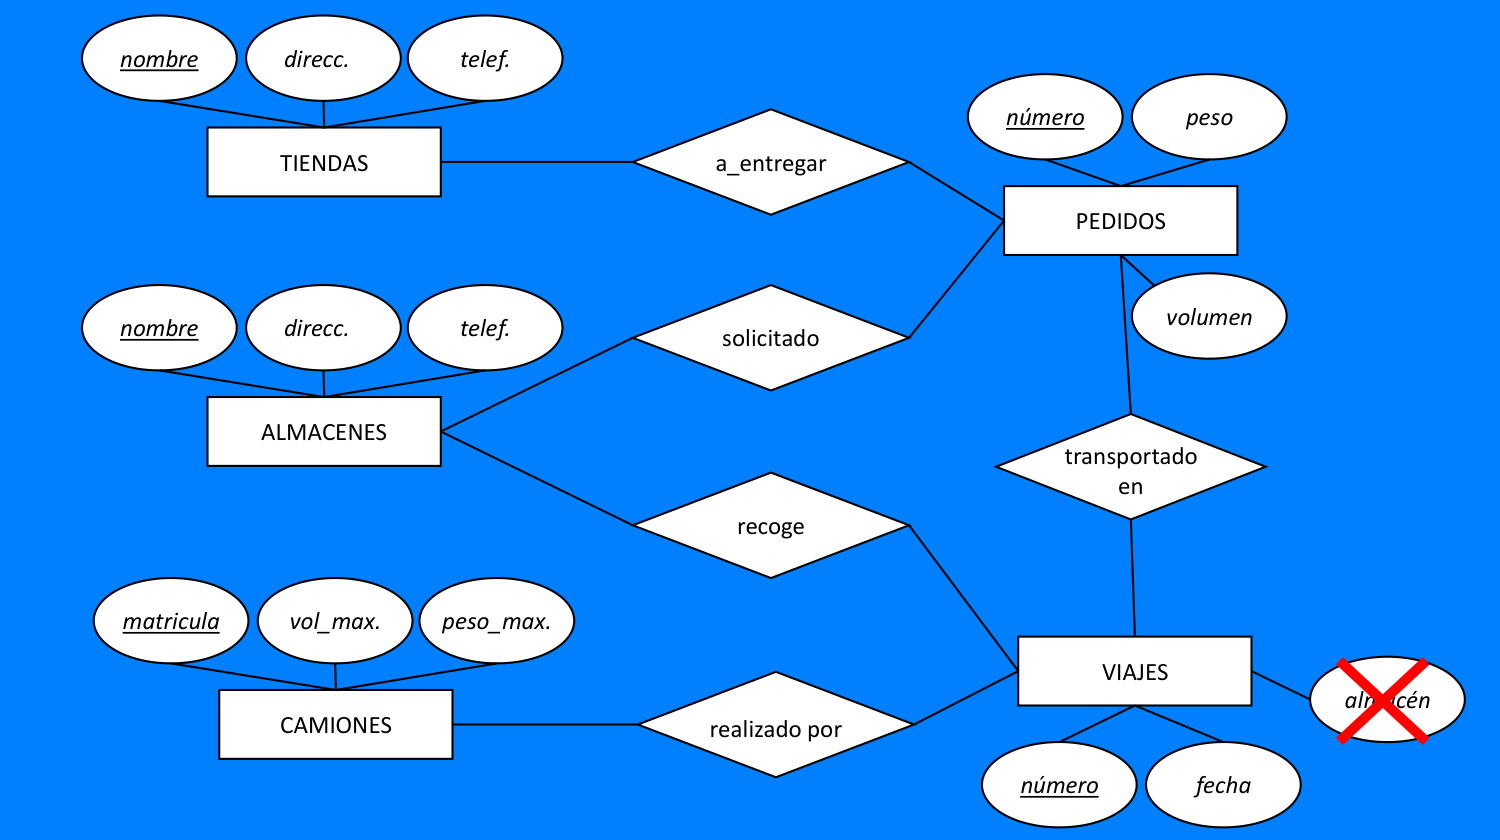 nombre
direcc.
telef.
TIENDAS
a_entregar
número
peso
PEDIDOS
volumen
nombre
direcc.
telef.
ALMACENES
solicitado
transportado
en
recoge
matricula
vol_max.
peso_max.
CAMIONES
realizado por
VIAJES
almacén
número
fecha